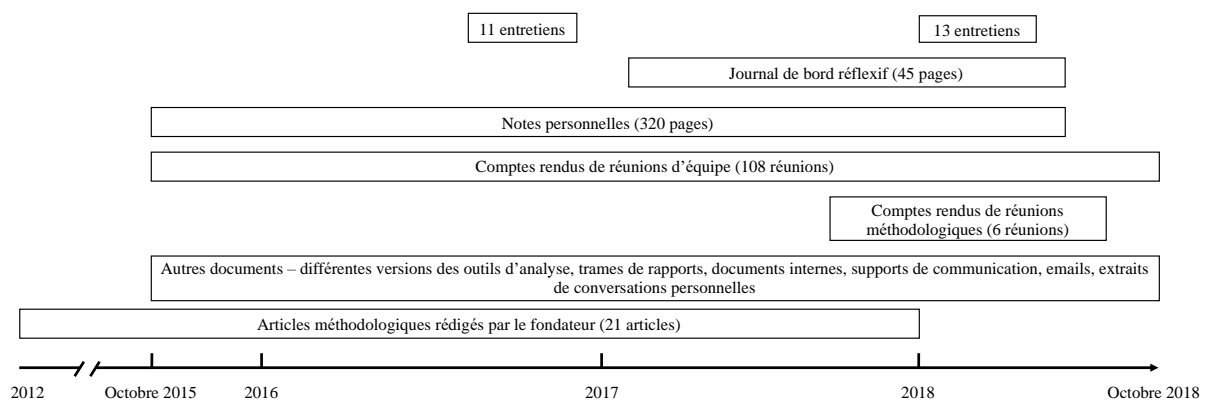 11 entretiens
13 entretiens
Journal de bord réflexif (45 pages)
Notes personnelles (320 pages)
Comptes rendus de réunions d’équipe (108 réunions)
Comptes rendus de réunions
méthodologiques (6 réunions)
Autres documents – différentes versions des outils d’analyse, trames de rapports, documents internes, supports de communication, emails, extraits
de conversations personnelles
Articles méthodologiques rédigés par le fondateur (21 articles)
2012
Octobre 2015
2016
2017
2018
Octobre 2018